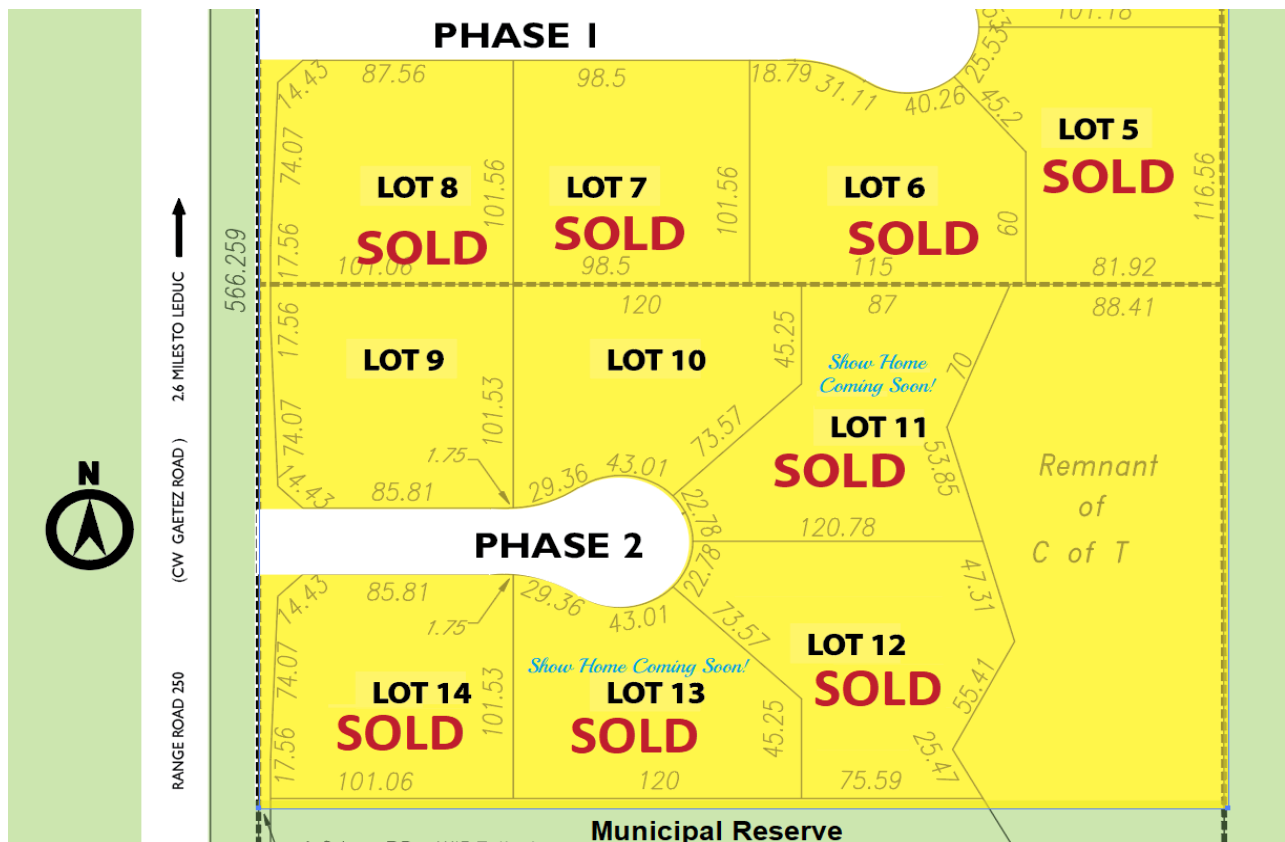 PHASE 1
101.18
25.53
87.56
98.5
18.79
31.11
40.26
45.2
14.43
74.07
17.56
101.56
101.56
60
116.56
LOT 8
SOLD
101.06
LOT 7
SOLD
98.5
LOT 6
SOLD
115
LOT 5
SOLD
81.92
566.259
26 MILES TO LEDUC
(CW GAETEZ ROAD )
RANGE ROAD 250
N
17.56
74.07
14.43
LOT 9
101.53
1.75
85.81
120
LOT 10
45.25
73.57
29.36
43.01
87
Show Home
Coming Soon!
LOT 11
SOLD
70
53.85
22.78
120.78
88.41
Remnant
of
C of T
PHASE 2
22.78
47.31
73.57
LOT 12
SOLD
55.41
25.47
75.59
14.43
85.81
1.75
74.07
17.56
LOT 14
SOLD
101.53
101.06
29.36
43.01
Show Home Coming Soon!
LOT 13
SOLD
45.25
120
Municipal Reserve